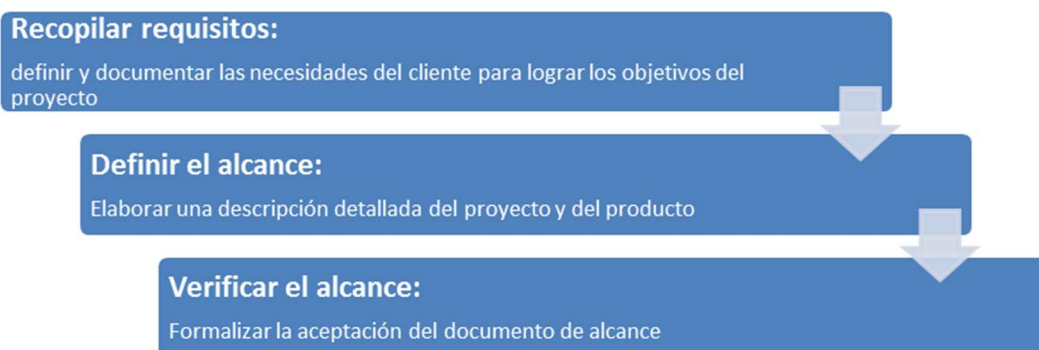 Recopilar requisitos:
definir y documentar las necesidades del cliente para lograr los objetivos del
proyecto
Definir el alcance:
Elaborar una descripción detallada del proyecto y del producto
Verificar el alcance:
Formalizar la aceptación del documento de alcance